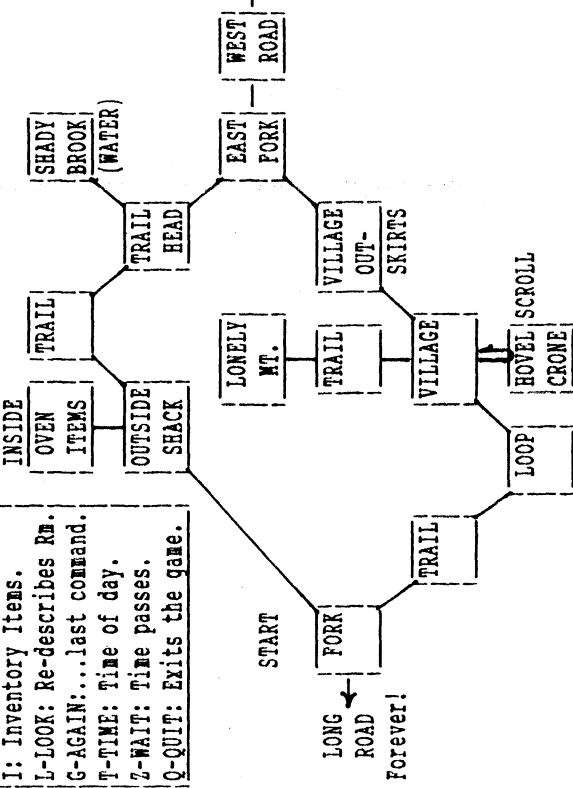 I: Inventory Items.
L-LOOK: Re-describes Rm.
G-AGAIN:...last command.
T-TIME: Time of day.
Z-WAIT: Time passes.
Q-QUIT: Exits the game.
INSIDE
OVEN
ITEMS
OUTSIDE
SHACK
TRAIL
TRAIL
HEAD
SHADY
BROOK
(WATER)
EAST
FORK
WEST
ROAD
START
FORK
LONG
ROAD
Forever!
LONELY
MT.
TRAIL
VILLAGE
VILLAGE
OUT-
SKIRTS
TRAIL
LOOP
HOVEL SCROLL
CRONE